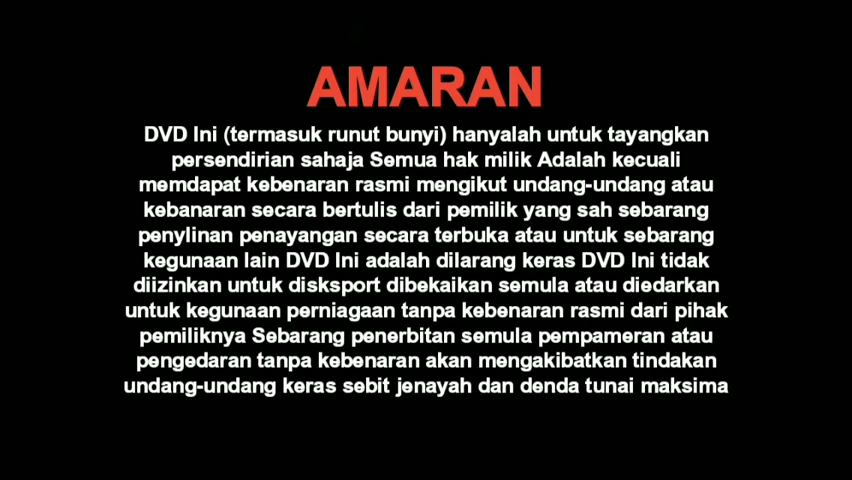 AMARAN
DVD Ini (termasuk runut bunyi) hanyalah untuk tayangkan
persendirian sahaja Semua hak milik Adalah kecuali
memdapat kebenaran rasmi mengikut undang-undang atau
kebanaran secara bertulis dari pemilik yang sah sebarang
penylinan penayangan secara terbuka atau untuk sebarang
kegunaan lain DVD Ini adalah dilarang keras DVD Ini tidak
diizinkan untuk disksport dibekaikan semula atau diedarkan
untuk kegunaan perniagaan tanpa kebenaran rasmi dari pihak
pemiliknya Sebarang penerbitan semula pempameran atau
pengedaran tanpa kebenaran akan mengakibatkan tindakan
undang-undang keras sebit jenayah dan denda tunai maksima